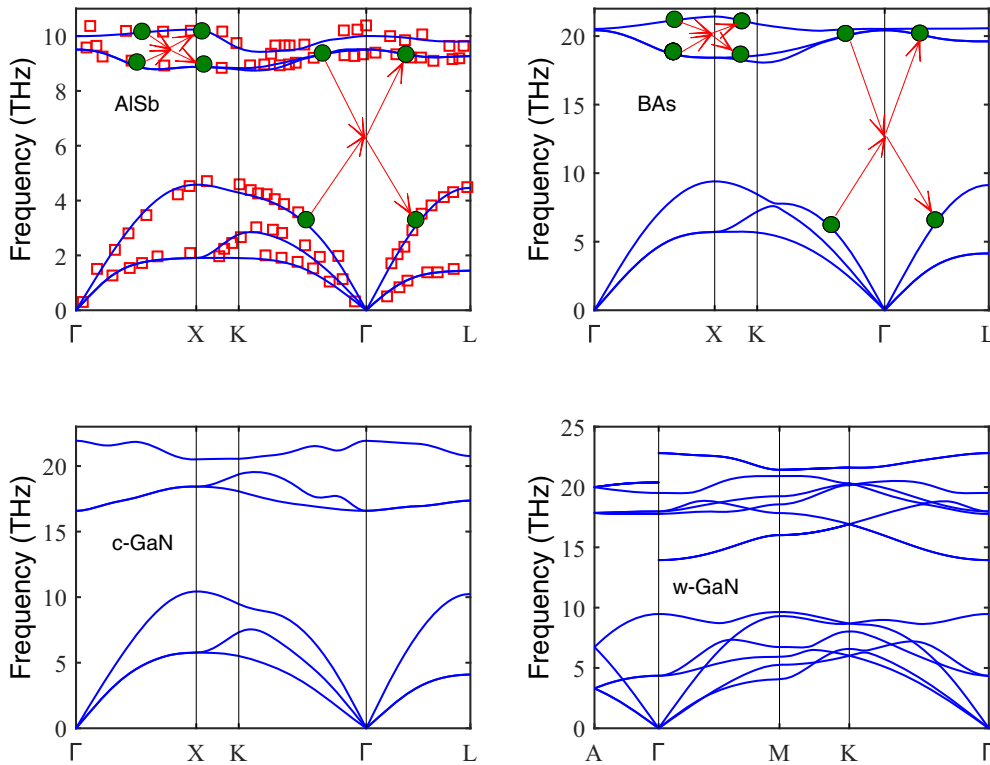 Frequency (THz)
10
8
6
4
2
0
AlSb
Γ
X
K
Γ
L
Frequency (THz)
20
15
10
5
0
BAs
Γ
X
K
Γ
L
Frequency (THz)
20
15
10
5
0
c-GaN
Γ
X
K
Γ
L
Frequency (THz)
25
20
15
10
5
0
w-GaN
A
Γ
M
K
Γ